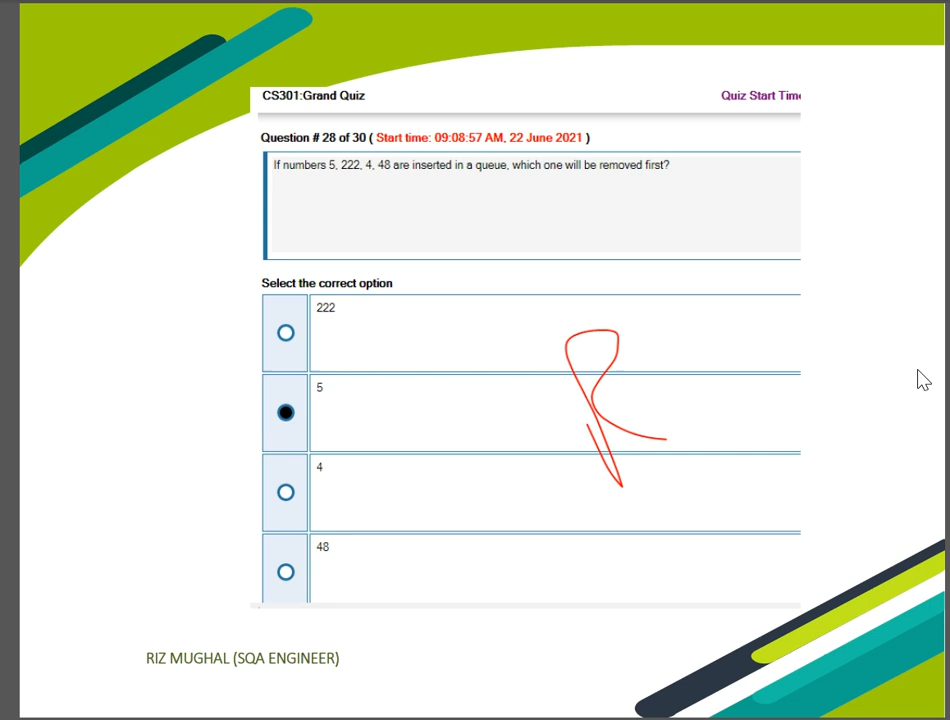 CS301:Grand Quiz
Quiz Start Time
Question # 28 of 30 ( Start time: 09:08:57 AM, 22 June 2021 )
If numbers 5, 222, 4, 48 are inserted in a queue, which one will be removed first?
Select the correct option
222
5
4
48
RIZ MUGHAL (SQA ENGINEER)